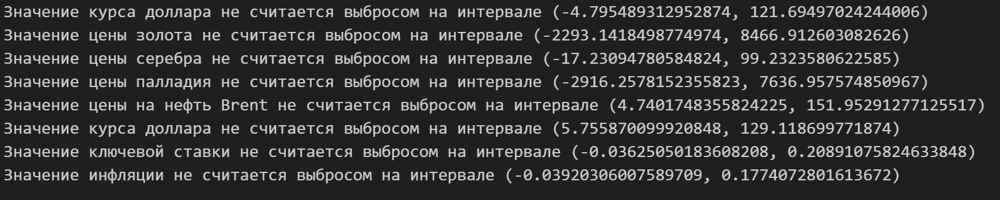 Значение курса доллара не считается выбросом на интервале (-4.795489312952874, 121.69497024244006)
Значение цены золота не считается выбросом на интервале (-2293.1418498774974, 8466.912603082626)
Значение цены серебра не считается выбросом на интервале (-17.23094780584824, 99.2323580622585)
Значение цены палладия не считается выбросом на интервале (-2916.2578152355823, 7636.957574850967)
Значение цены на нефть Brent не считается выбросом на интервале (4.7401748355824225, 151.95291277125517)
Значение курса доллара не считается выбросом на интервале (5.755870099920848, 129.118699771874)
Значение ключевой ставки не считается выбросом на интервале (-0.03625050183608208, 0.20891075824633848)
Значение инфляции не считается выбросом на интервале (-0.03920306007589709, 0.1774072801613672)